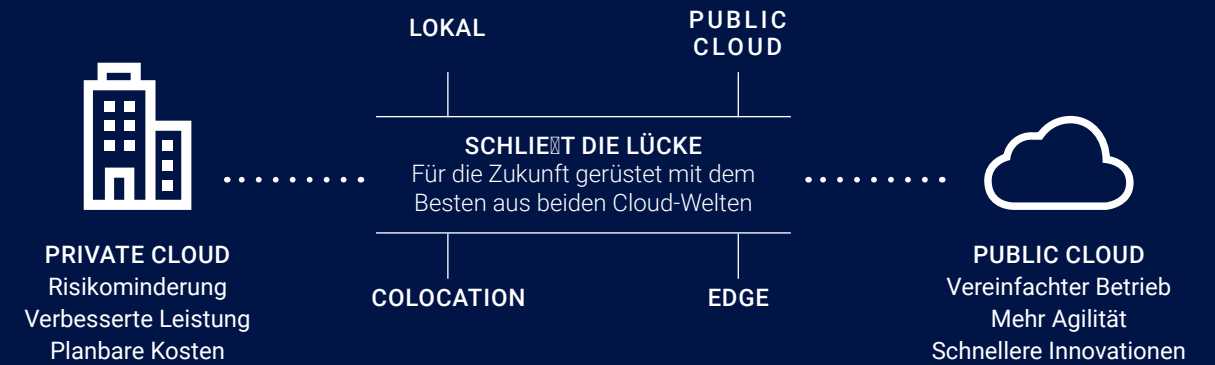 LOKAL
PUBLIC
CLOUD
SCHLIE▯T DIE LÜCKE
Für die Zukunft gerüstet mit dem
Besten aus beiden Cloud-Welten
PRIVATE CLOUD
Risikominderung
Verbesserte Leistung
Planbare Kosten
COLOCATION
EDGE
PUBLIC CLOUD
Vereinfachter Betrieb
Mehr Agilität
Schnellere Innovationen